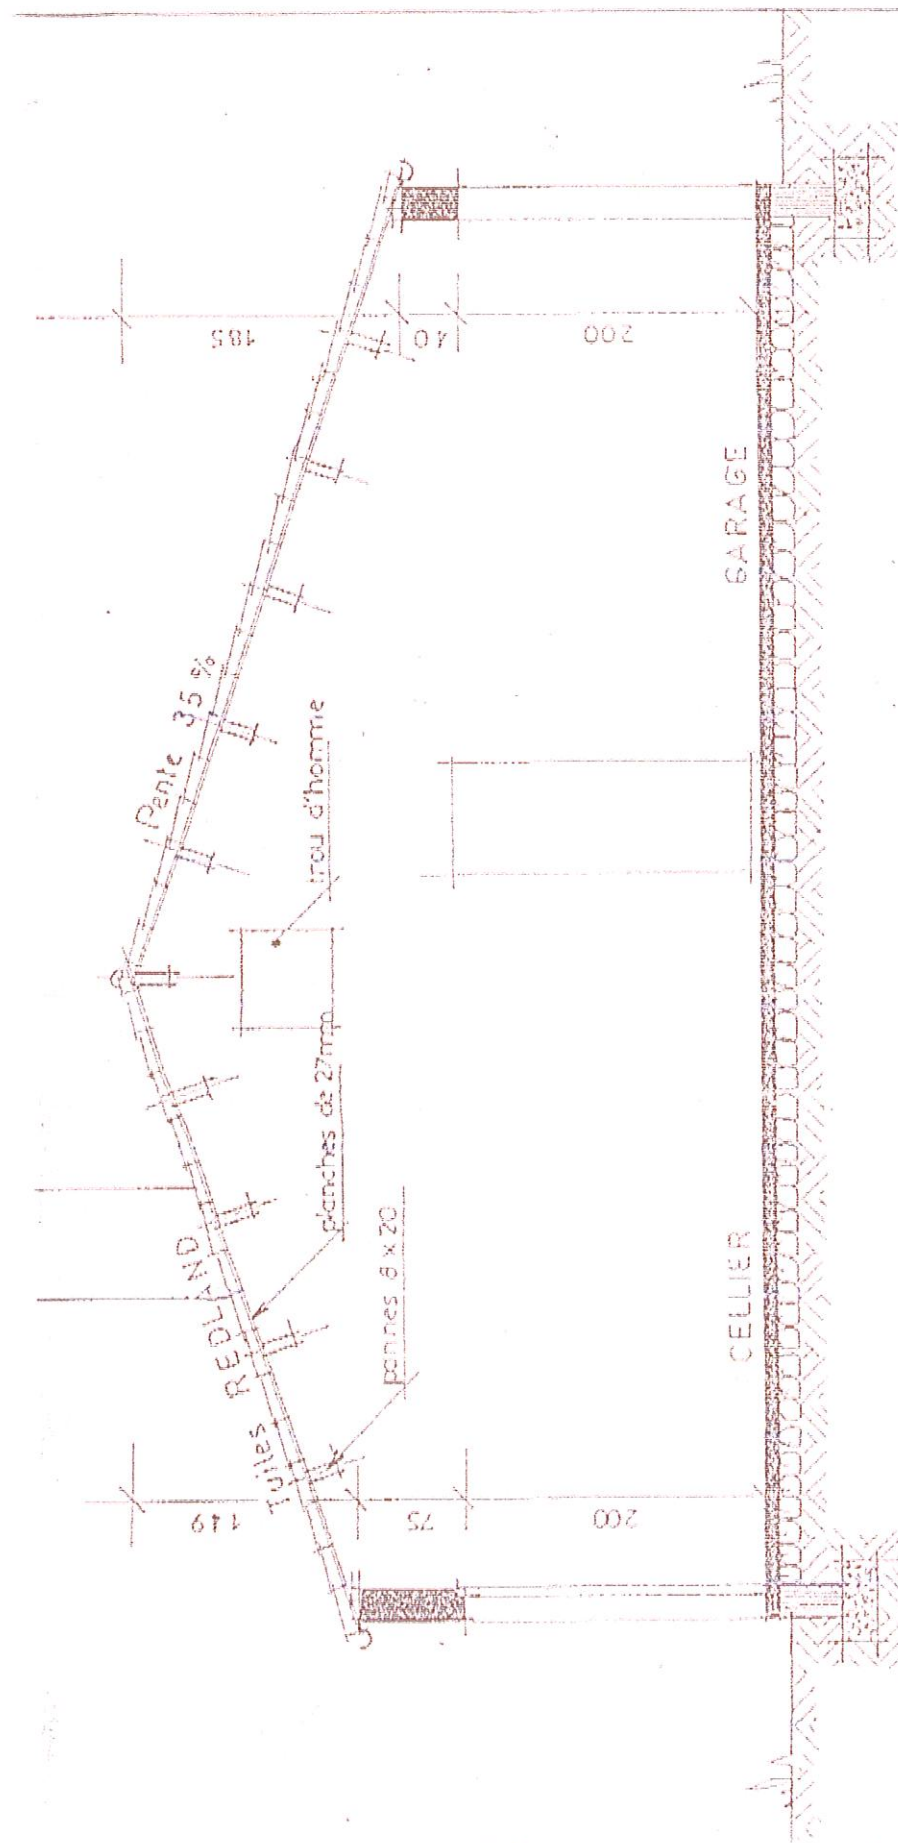 Tuiles REDLAND
Pente 35 %
planches de 27mm
trou d'homme
pannes 8 x 20
149
75
200
185
40
200
CELLIER
GARAGE